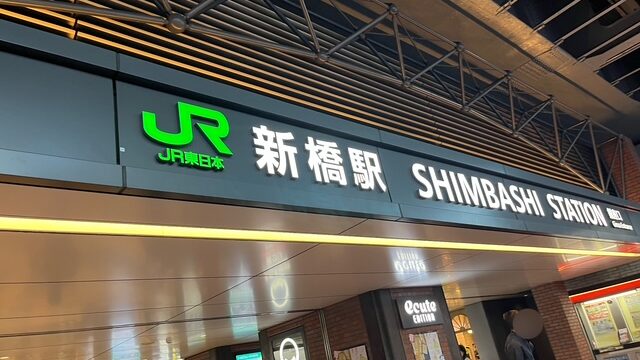 JR
JR東日本
新橋駅
SHIMBASHI STATION
ecute
EDITION